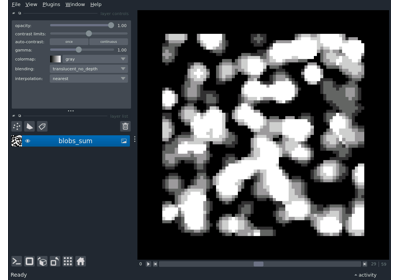 File View Plugins Window Help
opacity: 1.00
contrast limits:
auto-contrast: once continuous
gamma: 1.00
colormap: gray
blending: translucent_no_depth
interpolation: nearest
blobs_sum
Ready
activity